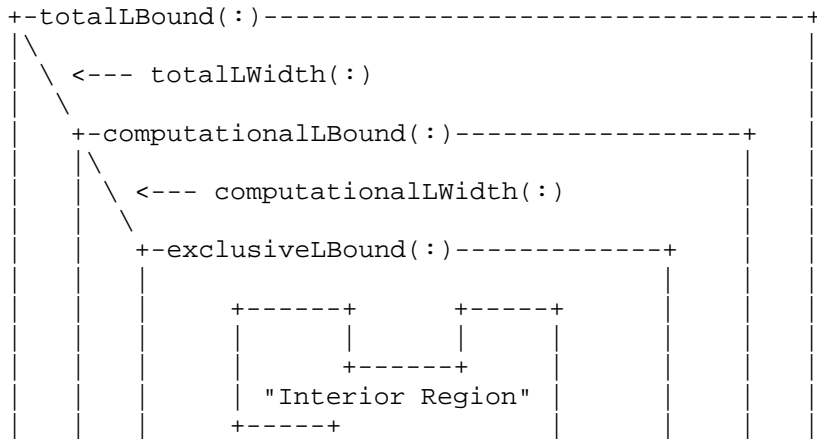 totalLBound(:)
<--- totalLWidth(:)
computationalLBound(:)
<--- computationalLWidth(:)
exclusiveLBound(:)
"Interior Region"